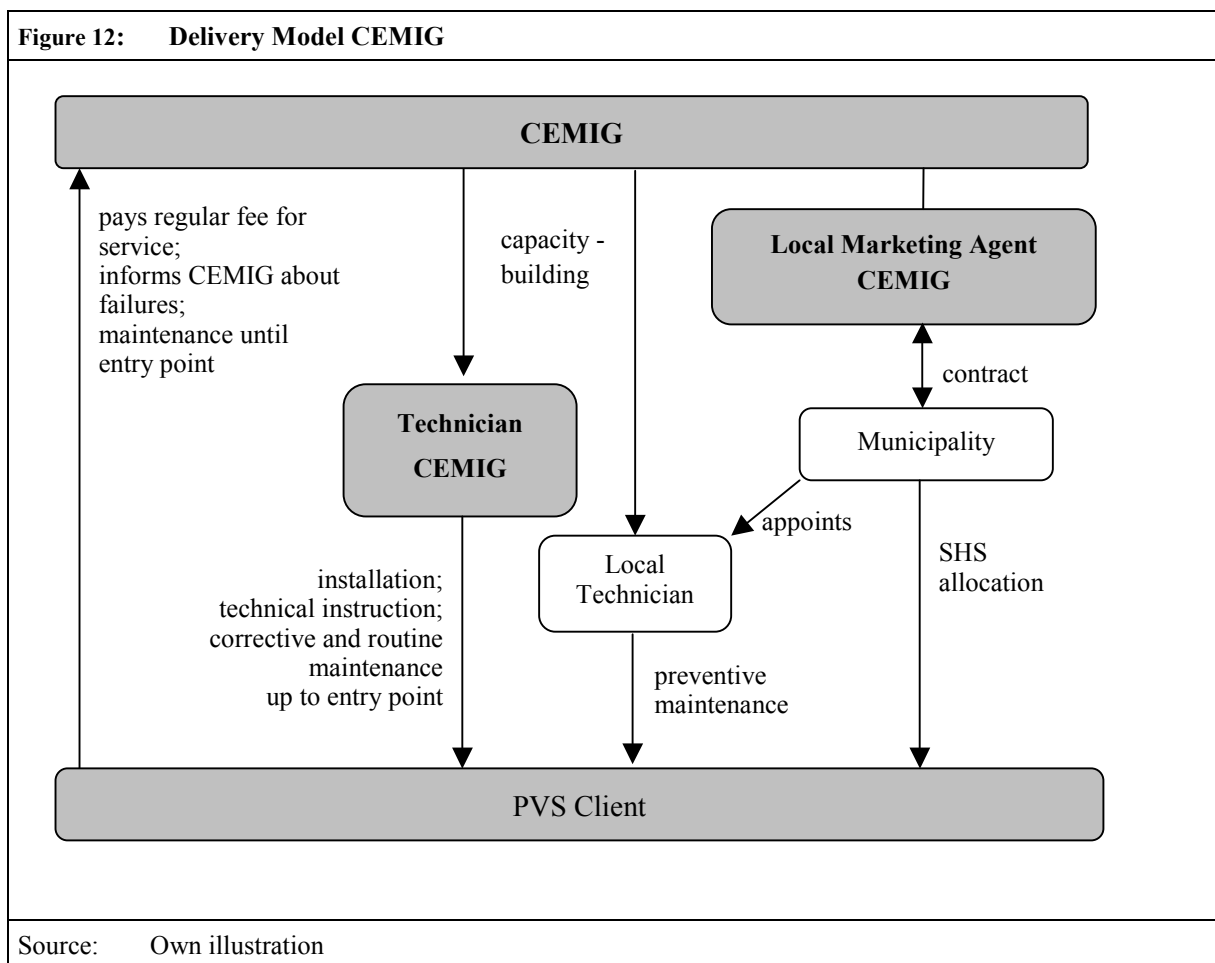 Figure 12: Delivery Model CEMIG
CEMIG
pays regular fee for
service;
informs CEMIG about
failures;
maintenance until
entry point
capacity -
building
Local Marketing Agent
CEMIG
contract
Technician
CEMIG
Municipality
appoints
Local
Technician
SHS
allocation
installation;
technical instruction;
corrective and routine
maintenance
up to entry point
preventive
maintenance
PVS Client
Source: Own illustration